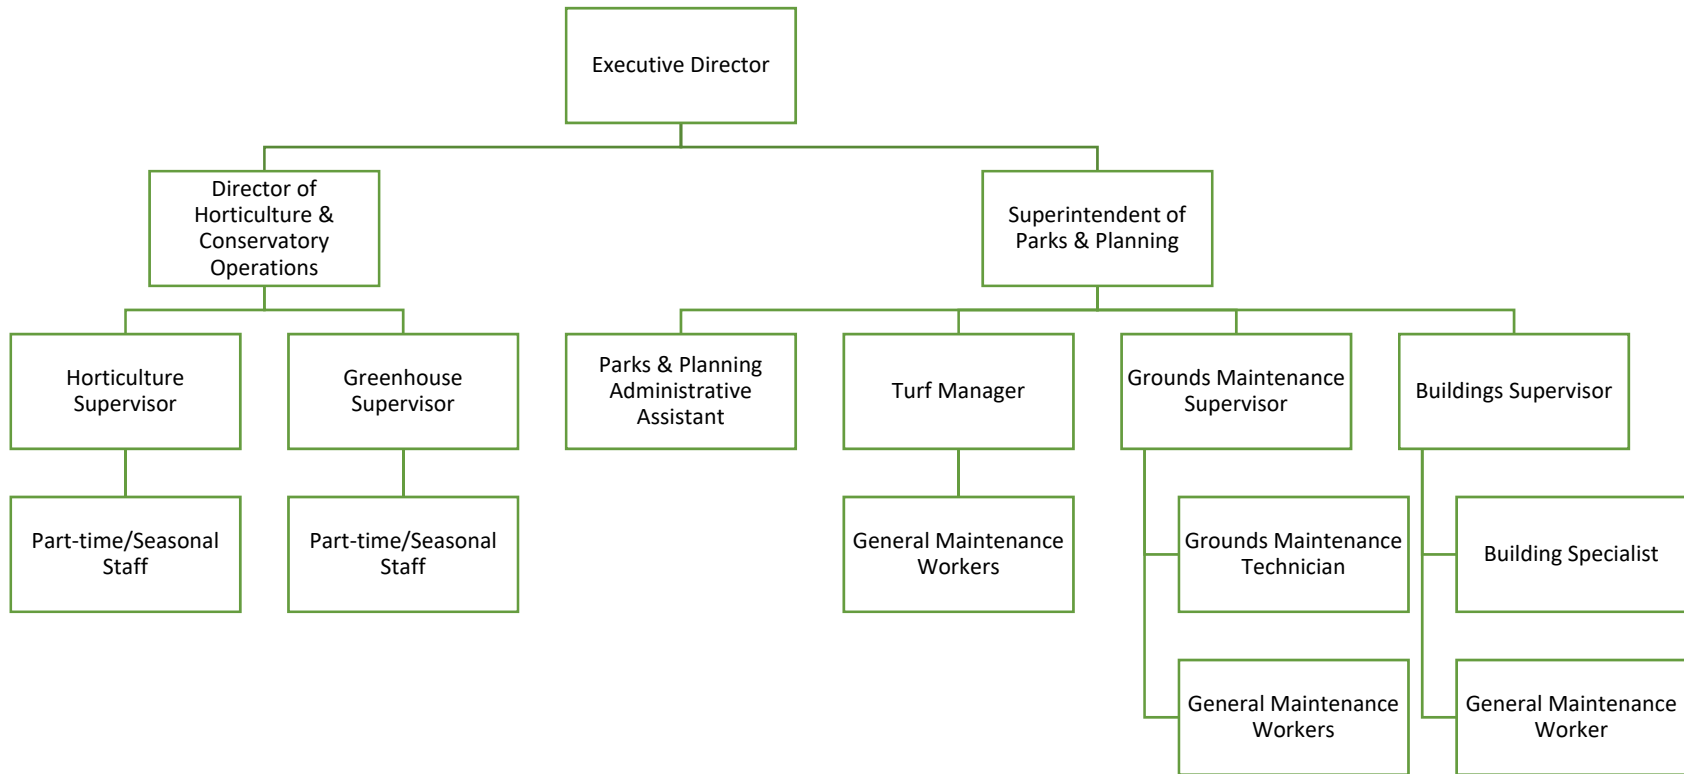 Executive Director
Director of
Horticulture &
Conservatory
Operations
Superintendent of
Parks & Planning
Horticulture
Supervisor
Greenhouse
Supervisor
Parks & Planning
Administrative
Assistant
Turf Manager
Grounds Maintenance
Supervisor
Buildings Supervisor
Part-time/Seasonal
Staff
Part-time/Seasonal
Staff
General Maintenance
Workers
Grounds Maintenance
Technician
Building Specialist
General Maintenance
Workers
General Maintenance
Worker